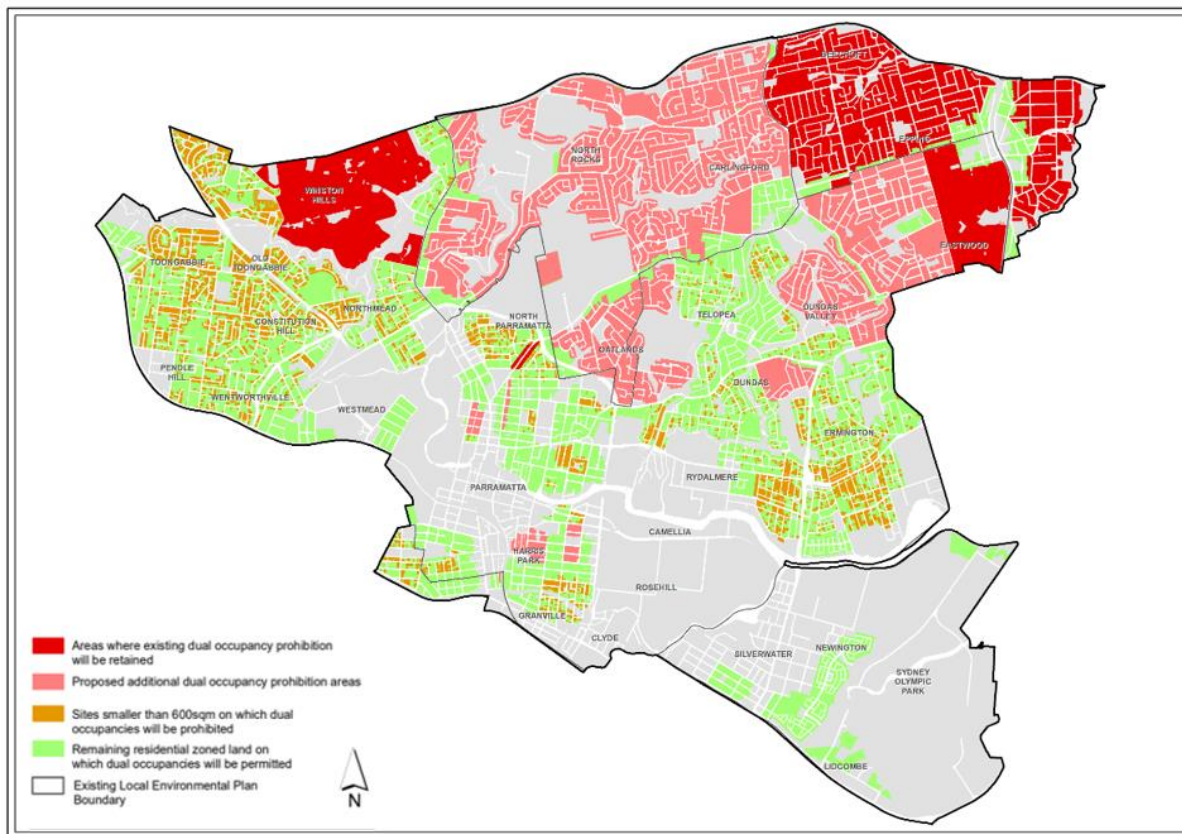 BEECROFT
EPPING
NORTH
ROCKS
CARLINGFORD
WINSTON
HILLS
EASTWOOD
TOONGABBIE
OLD
TOONGABBIE
CONSTITUTION
HILL
NORTHMEAD
NORTH
PARRAMATTA
TELOPEA
DUNDAS
VALLEY
OATLANDS
PENDLE
HILL
WENTWORTHVILLE
WESTMEAD
DUNDAS
ERMINGTON
RYDALMERE
PARRAMATTA
CAMELLIA
HARRIS
PARK
ROSEHILL
GRANVILLE
CLYDE
SILVERWATER
NEWINGTON
SYDNEY
OLYMPIC
PARK
LIDCOMBE
Areas where existing dual occupancy prohibition
will be retained
Proposed additional dual occupancy prohibition areas
Sites smaller than 600sqm on which dual
occupancies will be prohibited
Remaining residential zoned land on
which dual occupancies will be permitted
Existing Local Environmental Plan
Boundary
N